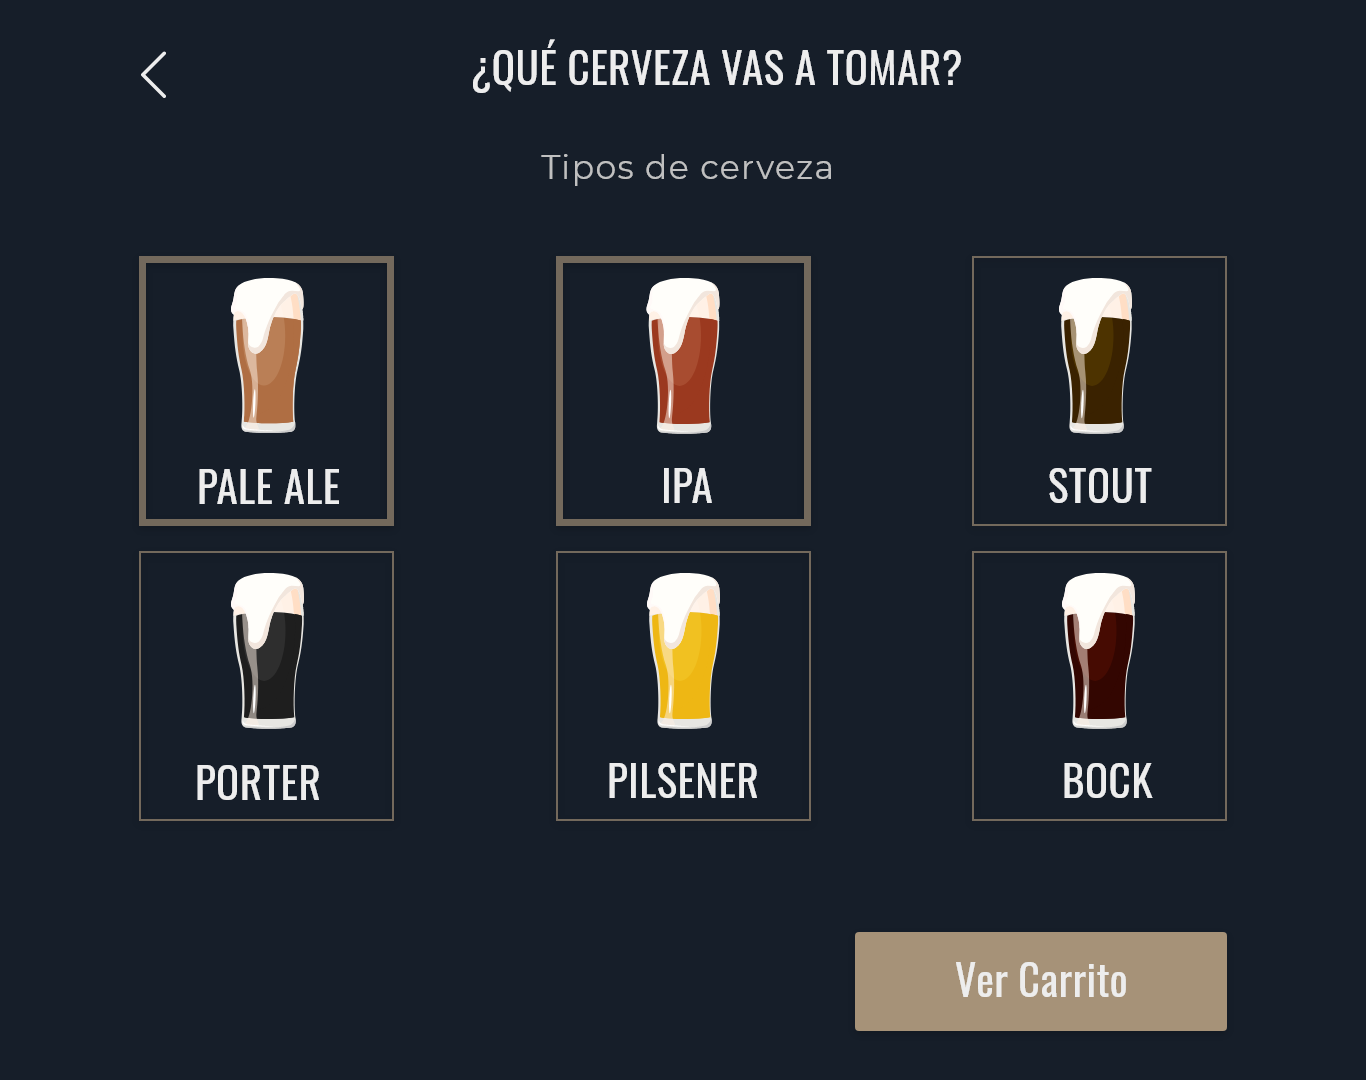 ¿QUÉ CERVEZA VAS A TOMAR?
Tipos de cerveza
PALE ALE
IPA
STOUT
PORTER
PILSENER
BOCK
Ver Carrito